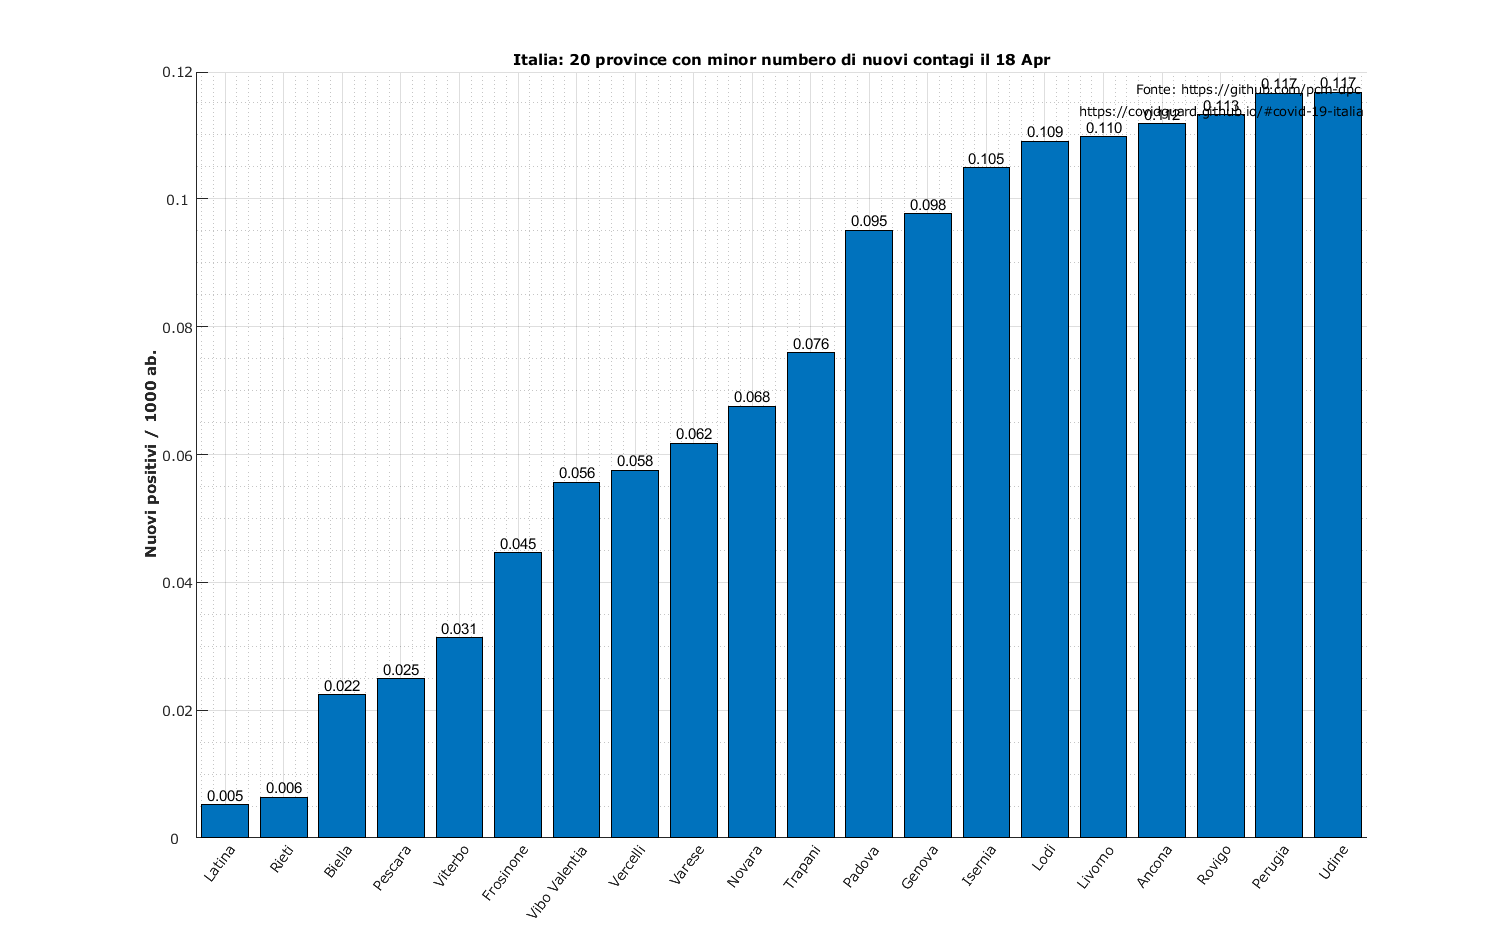 Italia: 20 province con minor numbero di nuovi contagi il 18 Apr
Fonte: https://github.com/pcm-dpc
https://covidguard.github.io/#covid-19-italia
Nuovi positivi / 1000 ab.
0.12
0.1
0.08
0.06
0.04
0.02
0
0.005
0.006
0.022
0.025
0.031
0.045
0.056
0.058
0.062
0.068
0.076
0.095
0.098
0.105
0.109
0.110
0.112
0.113
0.117
0.117
Latina
Rieti
Biella
Pescara
Viterbo
Frosinone
Vibo Valentia
Vercelli
Varese
Novara
Trapani
Padova
Genova
Isernia
Lodi
Livorno
Ancona
Rovigo
Perugia
Udine